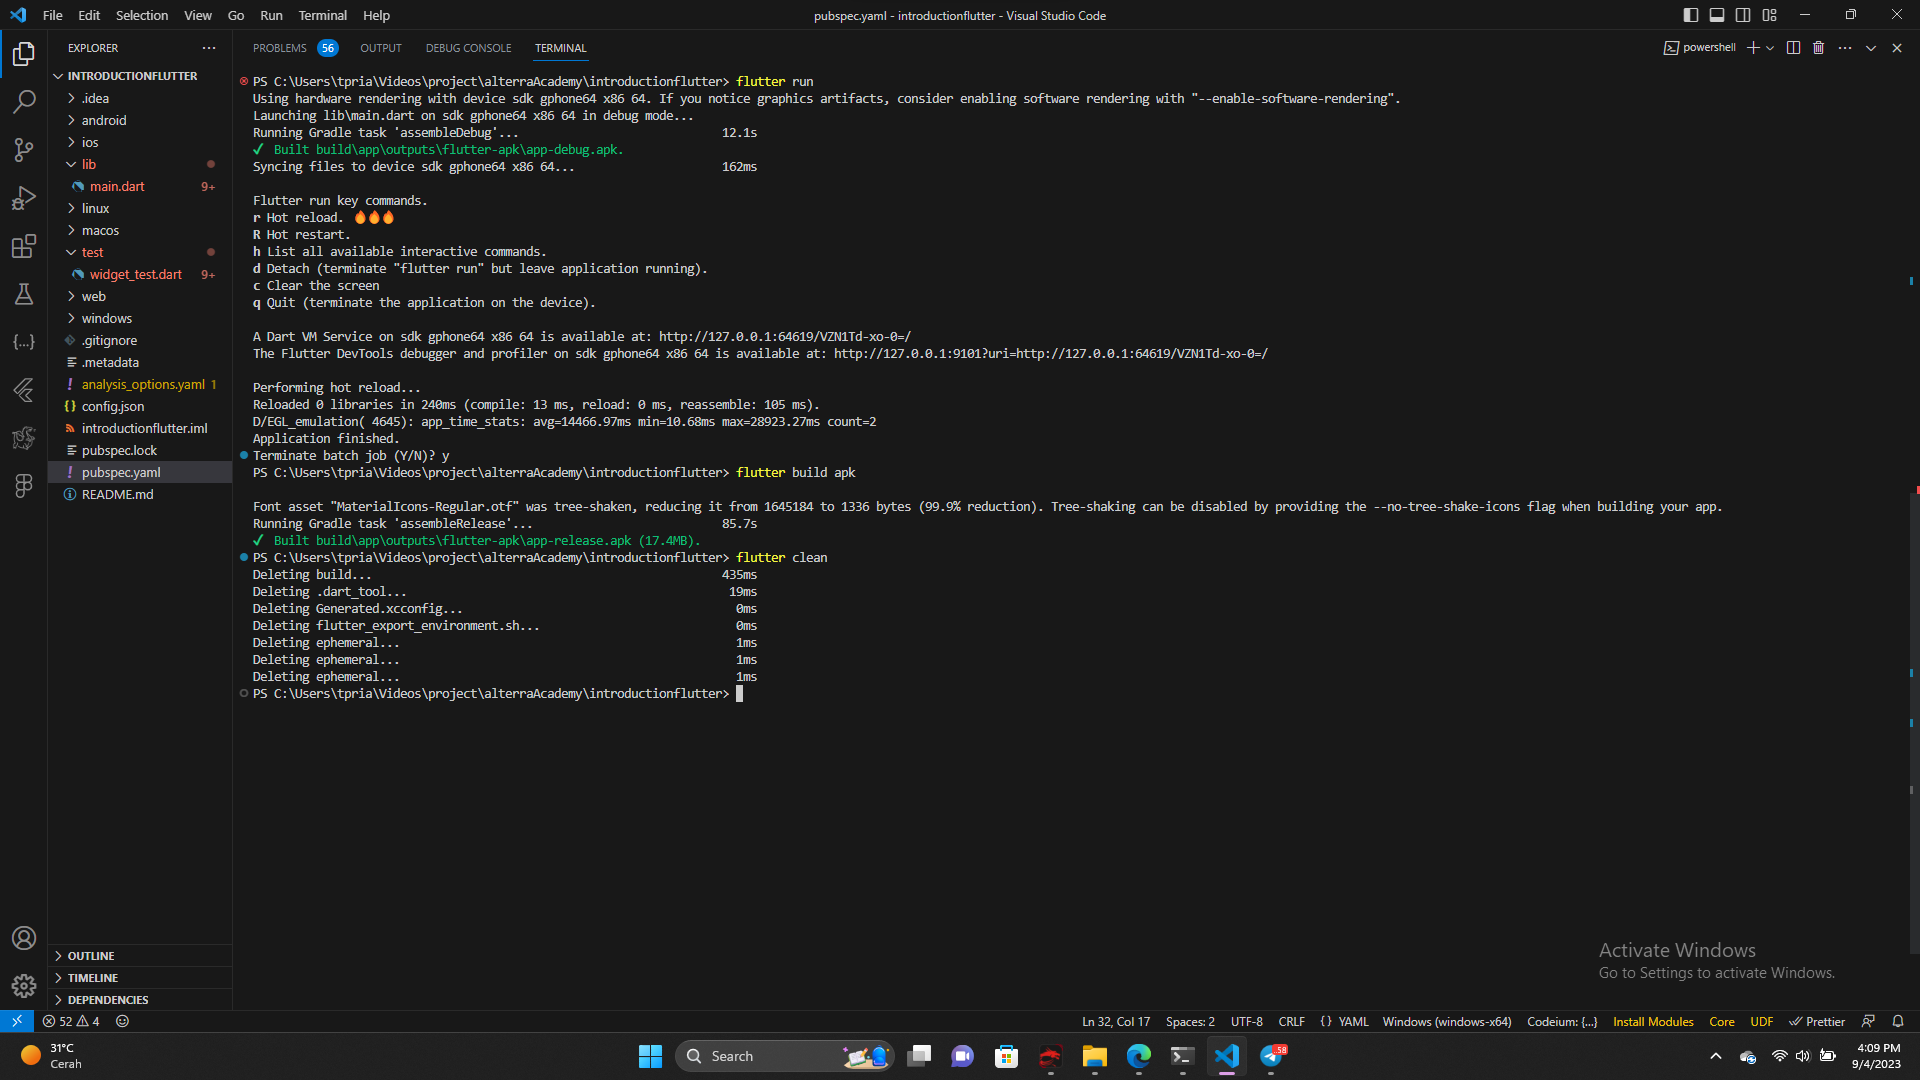 File Edit Selection View Go Run Terminal Help
pubspec.yaml - introductionflutter - Visual Studio Code
EXPLORER
INTRODUCTIONFLUTTER
.idea
android
ios
lib
main.dart 9+
linux
macos
test
widget_test.dart 9+
web
windows
.gitignore
.metadata
analysis_options.yaml 1
config.json
introductionflutter.iml
pubspec.lock
pubspec.yaml
README.md
OUTLINE
TIMELINE
DEPENDENCIES
PROBLEMS 56 OUTPUT DEBUG CONSOLE TERMINAL
powershell
PS C:\Users\tpria\Videos\project\alterraAcademy\introductionflutter> flutter run
Using hardware rendering with device sdk gphone64 x86 64. If you notice graphics artifacts, consider enabling software rendering with "--enable-software-rendering".
Launching lib\main.dart on sdk gphone64 x86 64 in debug mode...
Running Gradle task 'assembleDebug'... 12.1s
✓ Built build\app\outputs\flutter-apk\app-debug.apk.
Syncing files to device sdk gphone64 x86 64... 162ms
Flutter run key commands.
r Hot reload. 🔥🔥🔥
R Hot restart.
h List all available interactive commands.
d Detach (terminate "flutter run" but leave application running).
c Clear the screen
q Quit (terminate the application on the device).
A Dart VM Service on sdk gphone64 x86 64 is available at: http://127.0.0.1:64619/VZN1Td-xo-0=/
The Flutter DevTools debugger and profiler on sdk gphone64 x86 64 is available at: http://127.0.0.1:9101?uri=http://127.0.0.1:64619/VZN1Td-xo-0=/
Performing hot reload...
Reloaded 0 libraries in 240ms (compile: 13 ms, reload: 0 ms, reassemble: 105 ms).
D/EGL_emulation( 4645): app_time_stats: avg=14466.97ms min=10.68ms max=28923.27ms count=2
Application finished.
Terminate batch job (Y/N)? y
PS C:\Users\tpria\Videos\project\alterraAcademy\introductionflutter> flutter build apk
Font asset "MaterialIcons-Regular.otf" was tree-shaken, reducing it from 1645184 to 1336 bytes (99.9% reduction). Tree-shaking can be disabled by providing the --no-tree-shake-icons flag when building your app.
Running Gradle task 'assembleRelease'... 85.7s
✓ Built build\app\outputs\flutter-apk\app-release.apk (17.4MB).
PS C:\Users\tpria\Videos\project\alterraAcademy\introductionflutter> flutter clean
Deleting build... 435ms
Deleting .dart_tool... 19ms
Deleting Generated.xcconfig... 0ms
Deleting flutter_export_environment.sh... 0ms
Deleting ephemeral... 1ms
Deleting ephemeral... 1ms
Deleting ephemeral... 1ms
PS C:\Users\tpria\Videos\project\alterraAcademy\introductionflutter>
Activate Windows
Go to Settings to activate Windows.
52 4
Ln 32, Col 17 Spaces: 2 UTF-8 CRLF {} YAML Windows (windows-x64) Codeium: {...} Install Modules Core UDF Prettier
31°C
Cerah
Search
58
4:09 PM
9/4/2023